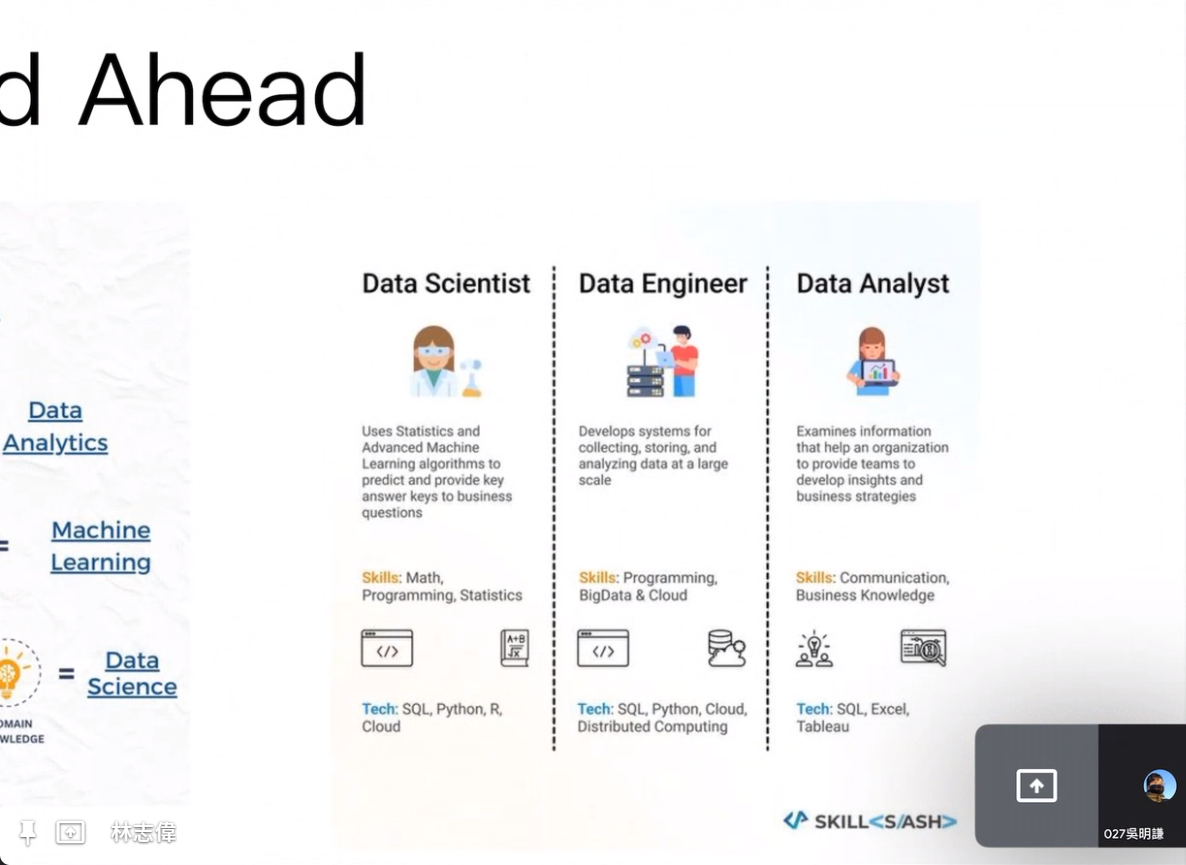 d Ahead
Data
Analytics
=
Machine
Learning
=
Data
Science
OMAIN
WLEDGE
Data Scientist
Uses Statistics and
Advanced Machine
Learning algorithms to
predict and provide key
answer keys to business
questions
Skills: Math,
Programming, Statistics
</>
A+B
√x
Tech: SQL, Python, R,
Cloud
Data Engineer
Develops systems for
collecting, storing, and
analyzing data at a large
scale
Skills: Programming,
BigData & Cloud
</>
Tech: SQL, Python, Cloud,
Distributed Computing
Data Analyst
Examines information
that help an organization
to provide teams to
develop insights and
business strategies
Skills: Communication,
Business Knowledge
Tech: SQL, Excel,
Tableau
SKILL<S/ASH>
林志偉
027吳明謙